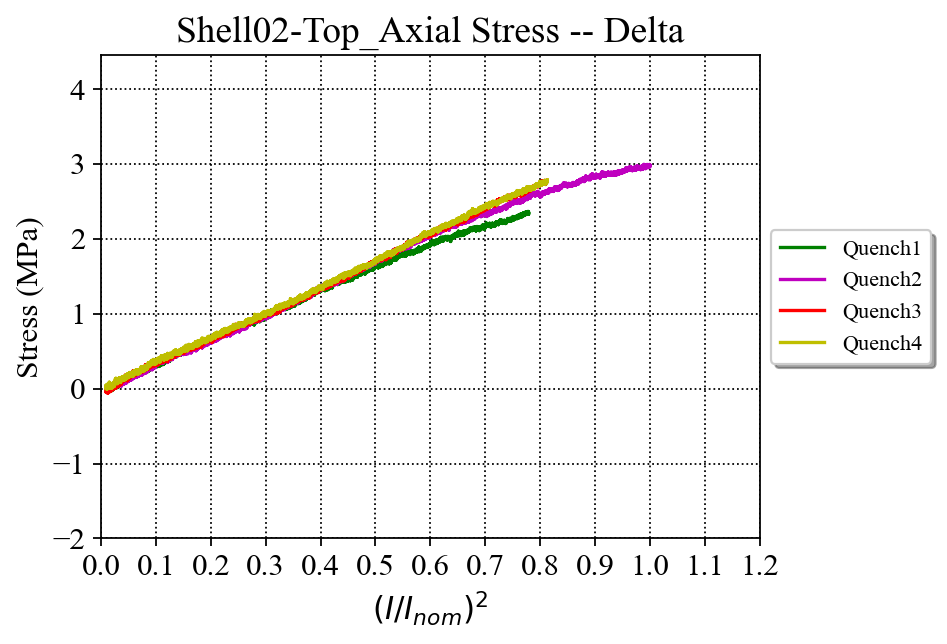 Shell02-Top_Axial Stress -- Delta
4
3
2
1
0
−1
−2
Stress (MPa)
0.0 0.1 0.2 0.3 0.4 0.5 0.6 0.7 0.8 0.9 1.0 1.1 1.2
(I/I_nom)^2
Quench1
Quench2
Quench3
Quench4